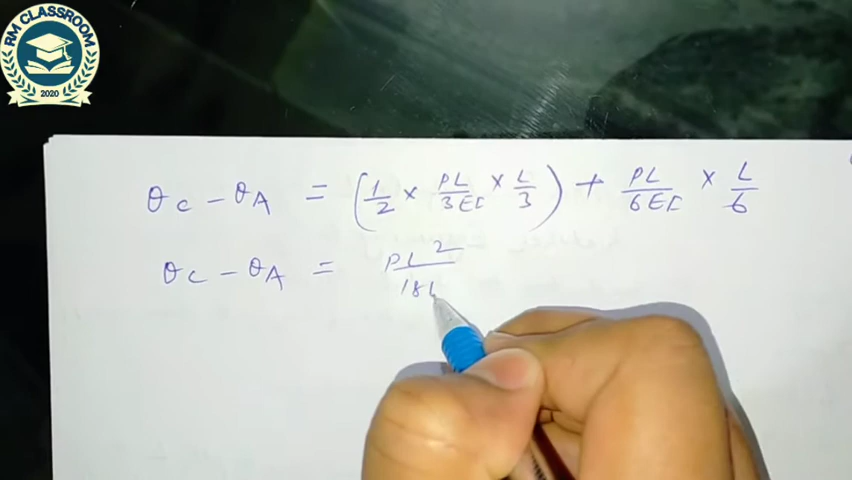 RM CLASSROOM
2020
θc - θA = (1/2 × PL/3EI × L/3) + PL/6EI × L/6
θc - θA = PL²/18